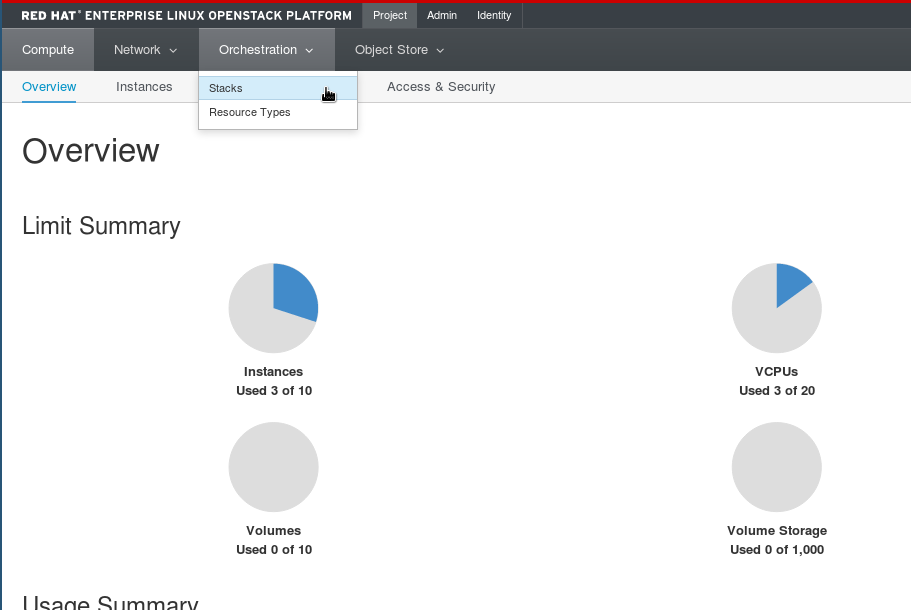 RED HAT® ENTERPRISE LINUX OPENSTACK PLATFORM Project Admin Identity
Compute Network Orchestration Object Store
Overview Instances Access & Security
Stacks
Resource Types
Overview
Limit Summary
Instances
Used 3 of 10
VCPUs
Used 3 of 20
Volumes
Used 0 of 10
Volume Storage
Used 0 of 1,000
Usage Summary